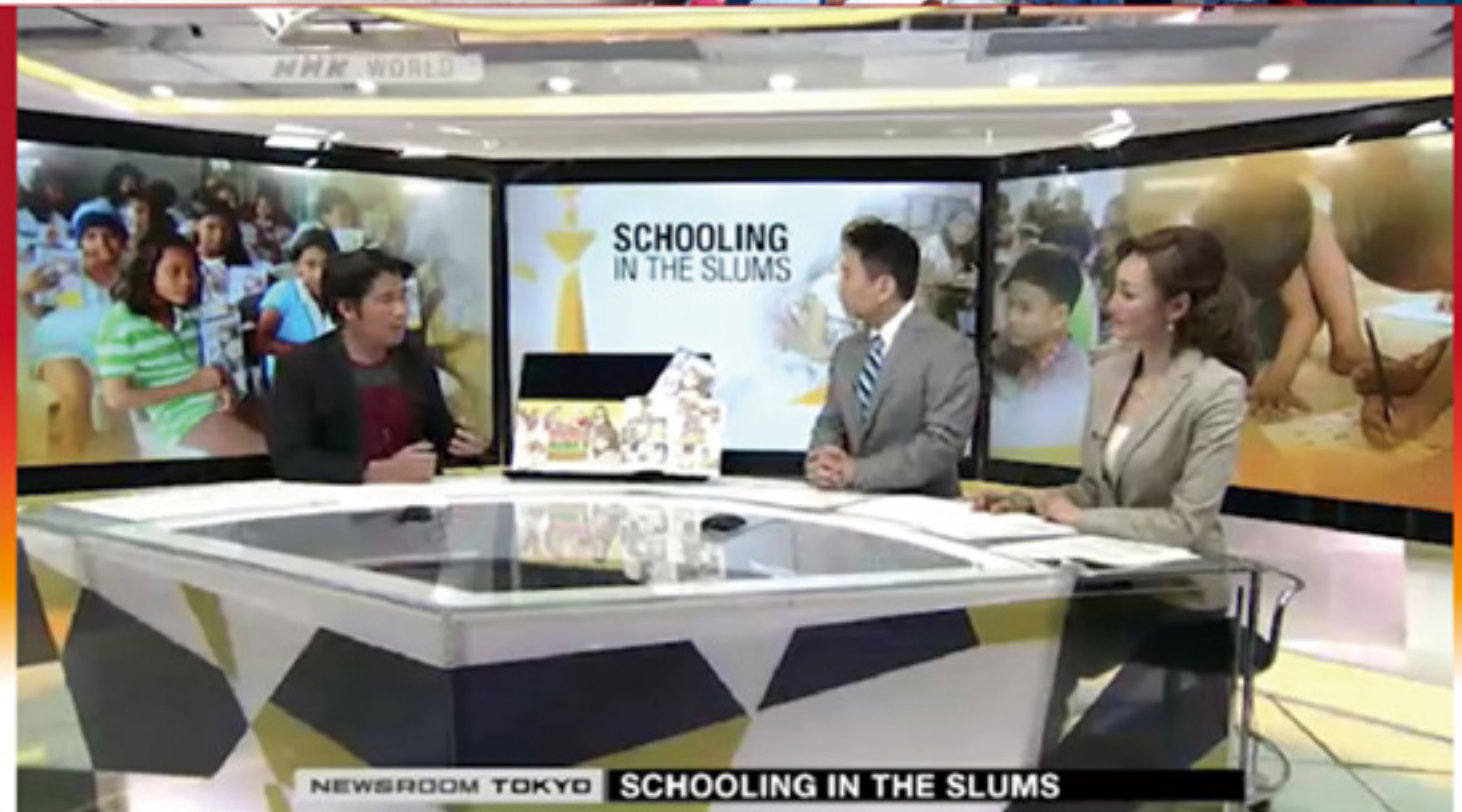 NHK WORLD
SCHOOLING
IN THE SLUMS
NEWSROOM TOKYO
SCHOOLING IN THE SLUMS